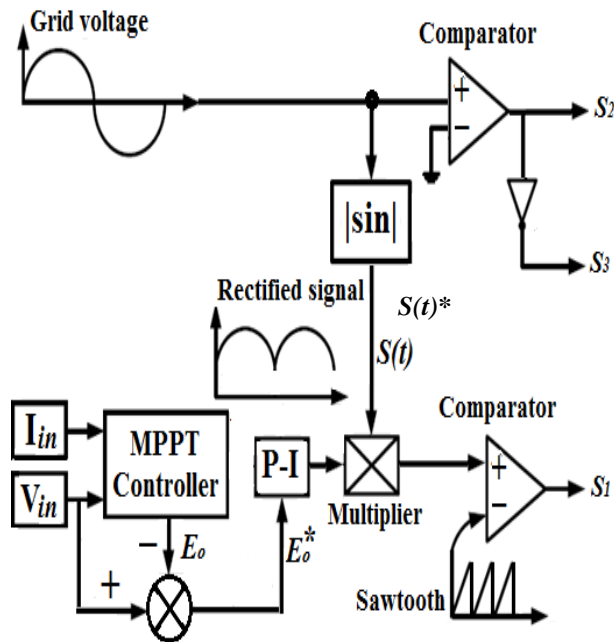 Grid voltage
Comparator
+
−
S2
|sin|
S3
Rectified signal
S(t)*
S(t)
Comparator
Iin
MPPT
Controller
P-I
+
−
S1
Vin
Multiplier
− Eo
Eo*
+
Sawtooth